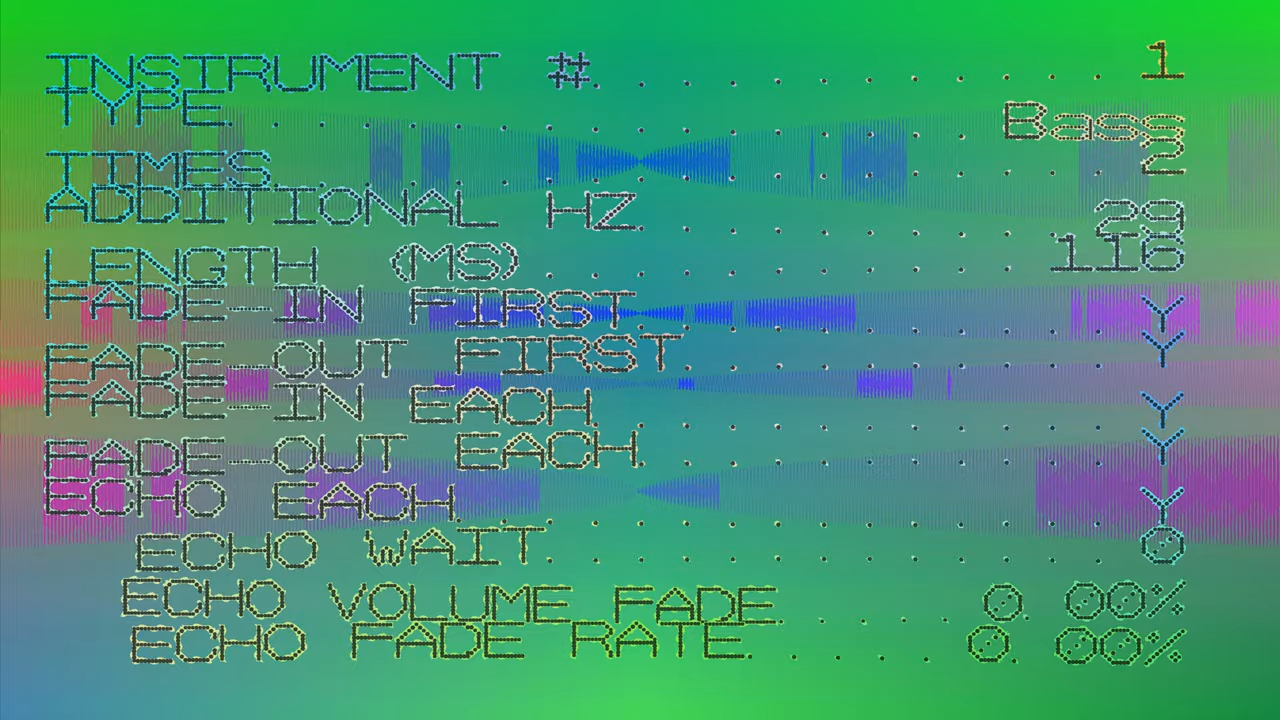 INSTRUMENT #. . . . . . . . . . . . 1
TYPE. . . . . . . . . . . . . . . . . Bass
TIMES. . . . . . . . . . . . . . . . . . . 2
ADDITIONAL HZ. . . . . . . . . . 29
LENGTH (MS). . . . . . . . . . . . 116
FADE-IN FIRST. . . . . . . . . . . Y
FADE-OUT FIRST. . . . . . . . . . Y
FADE-IN EACH. . . . . . . . . . . . Y
FADE-OUT EACH. . . . . . . . . . . Y
ECHO EACH. . . . . . . . . . . . . . . Y
ECHO WAIT. . . . . . . . . . . . . 0
ECHO VOLUME FADE. . . . . 0. 00%
ECHO FADE RATE. . . . . 0. 00%